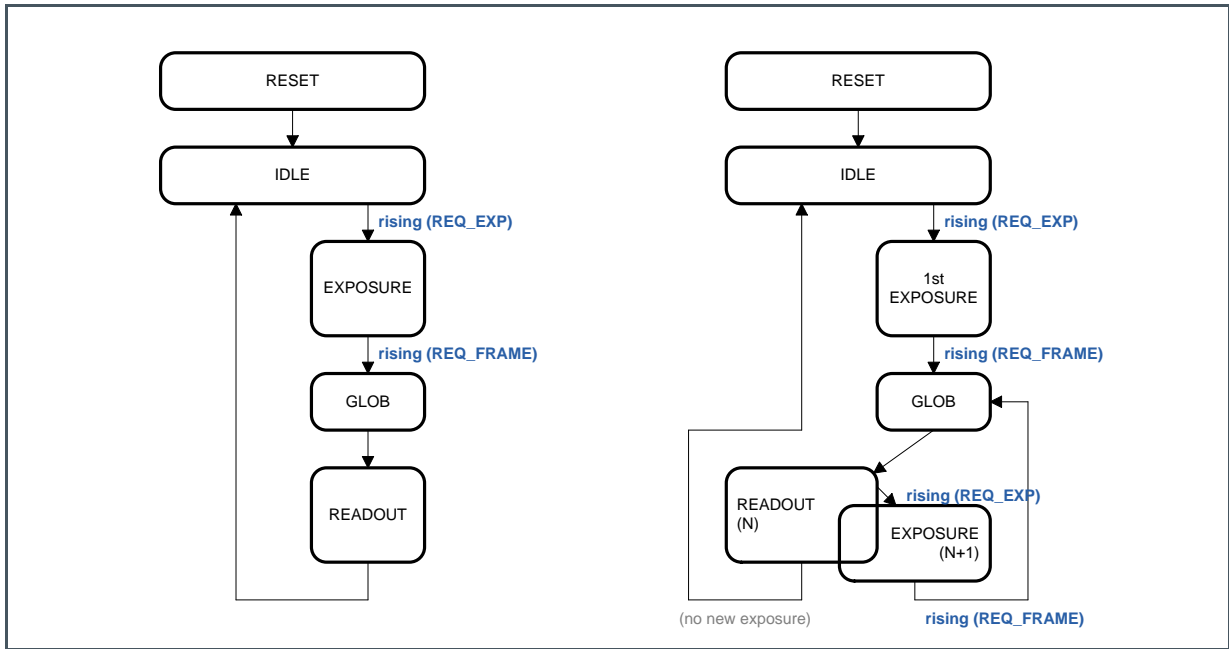 RESET
IDLE
rising (REQ_EXP)
EXPOSURE
rising (REQ_FRAME)
GLOB
READOUT
RESET
IDLE
rising (REQ_EXP)
1st
EXPOSURE
rising (REQ_FRAME)
GLOB
rising (REQ_EXP)
READOUT
(N)
EXPOSURE
(N+1)
(no new exposure)
rising (REQ_FRAME)